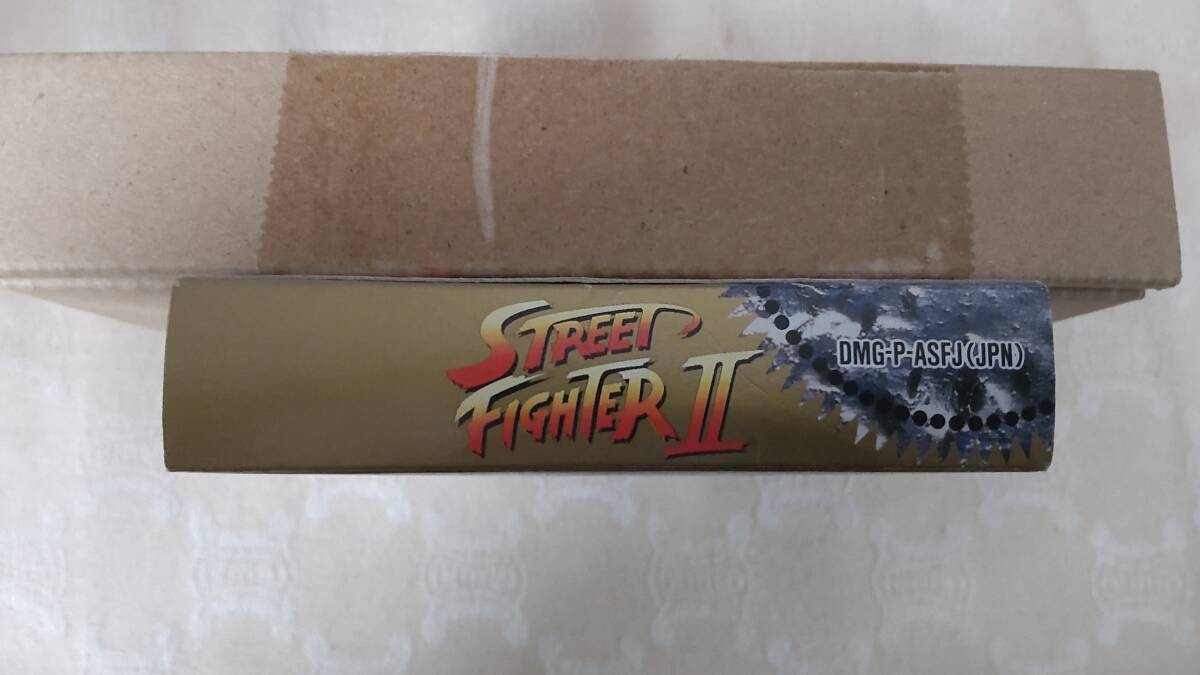 STREET
FIGHTER II
DMG-P-ASFJ(JPN)